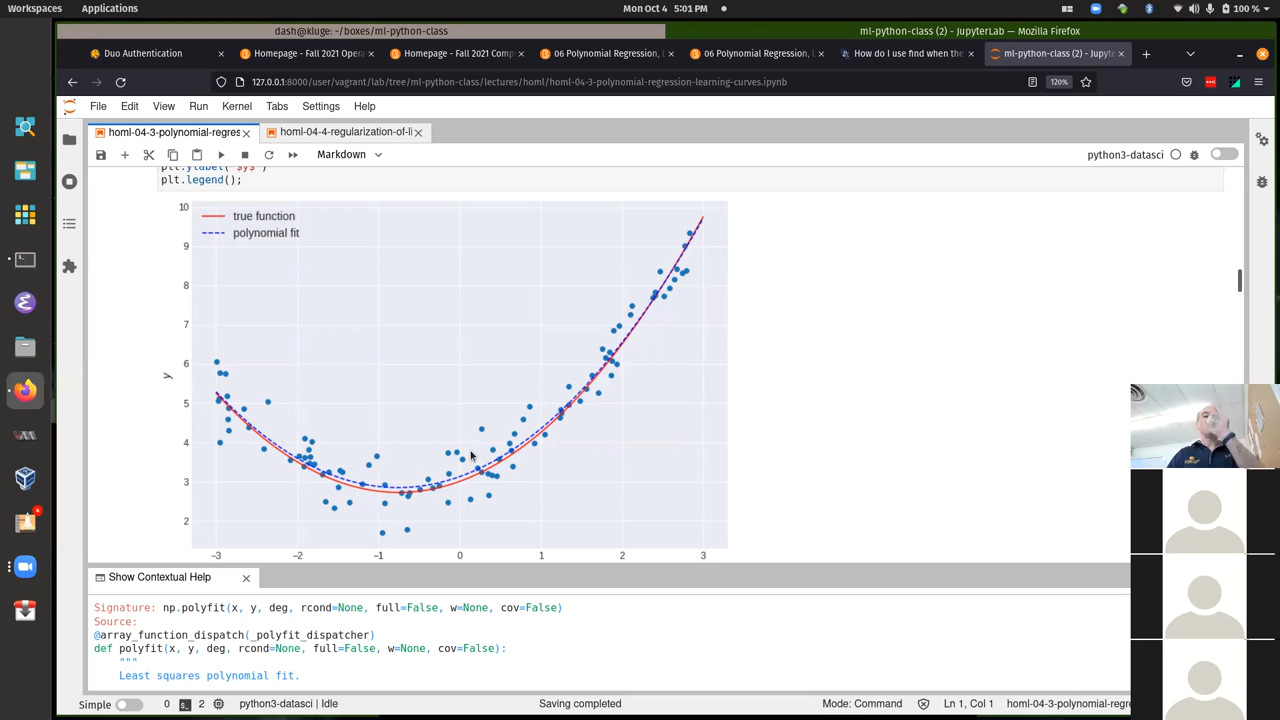 Workspaces Places Mon Oct 4 5:01 PM 100 %
dash@kluge: ~/boxes/ml-python-class ml-python-class (2) - JupyterLab — Mozilla Firefox
Duo Authentication Homepage - Fall 2021 Opera Homepage - Fall 2021 Comp 06 Polynomial Regression, L 06 Polynomial Regression, L How do I use find when the ml-python-class (2) - Jupyte
127.0.0.1:8000/user/vagrant/lab/tree/ml-python-class/lectures/homl/homl-04-3-polynomial-regression-learning-curves.ipynb 120%
File Edit View Run Kernel Tabs Settings Help
homl-04-3-polynomial-regres homl-04-4-regularization-of-li
Markdown python3-datasci
plt.ylabel("$y$")
plt.legend();
10
true function
polynomial fit
9
8
7
6
y
5
4
3
2
−3 −2 −1 0 1 2 3
Show Contextual Help
Signature: np.polyfit(x, y, deg, rcond=None, full=False, w=None, cov=False)
Source:
@array_function_dispatch(_polyfit_dispatcher)
def polyfit(x, y, deg, rcond=None, full=False, w=None, cov=False):
"""
Least squares polynomial fit.
Simple 0 2 python3-datasci | Idle Saving completed Mode: Command Ln 1, Col 1 homl-04-3-polynomial-regre